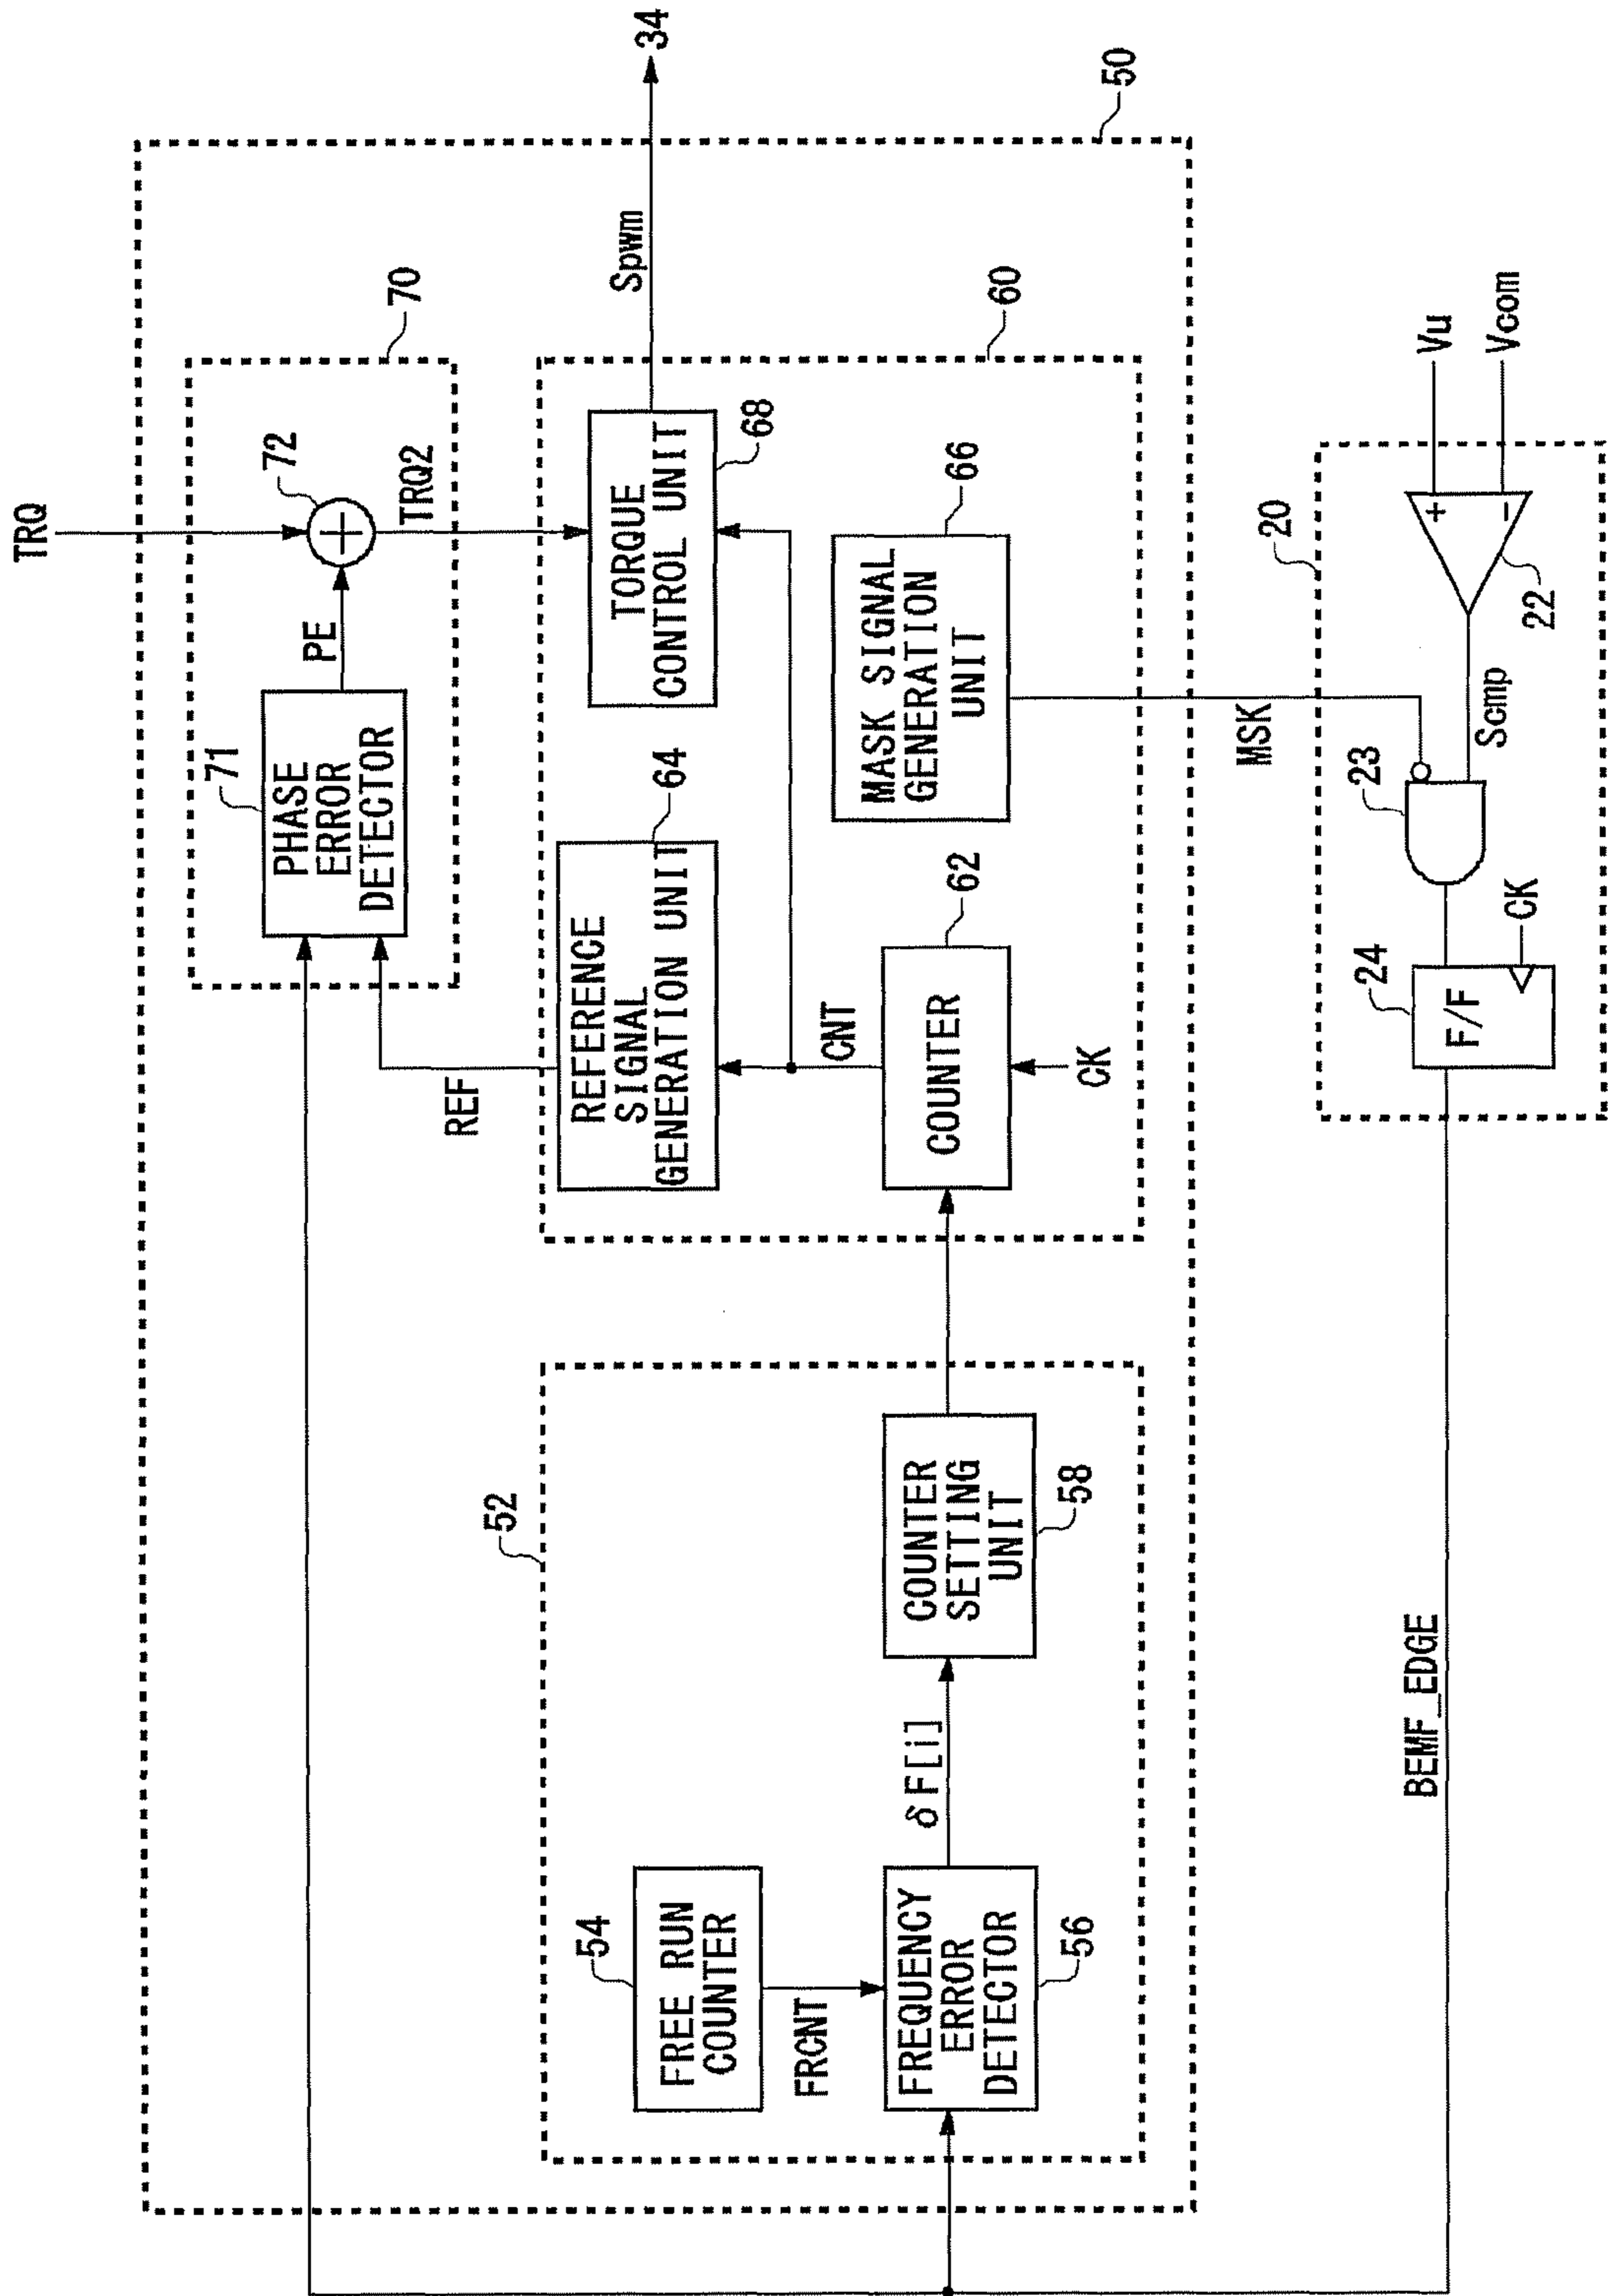 TRQ
70
72
71
PHASE
ERROR
DETECTOR
PE
TRQ2
REF
50
34
Spwm
60
64
REFERENCE
SIGNAL
GENERATION UNIT
TORQUE
CONTROL UNIT
68
CNT
62
COUNTER
CK
66
MASK SIGNAL
GENERATION
UNIT
52
54
FREE RUN
COUNTER
FRCNT
FREQUENCY
ERROR
DETECTOR
56
δF[i]
COUNTER
SETTING
UNIT
58
MSK
20
Vu
Vcom
+
−
22
Scmp
23
24
F/F
CK
BEMF_EDGE